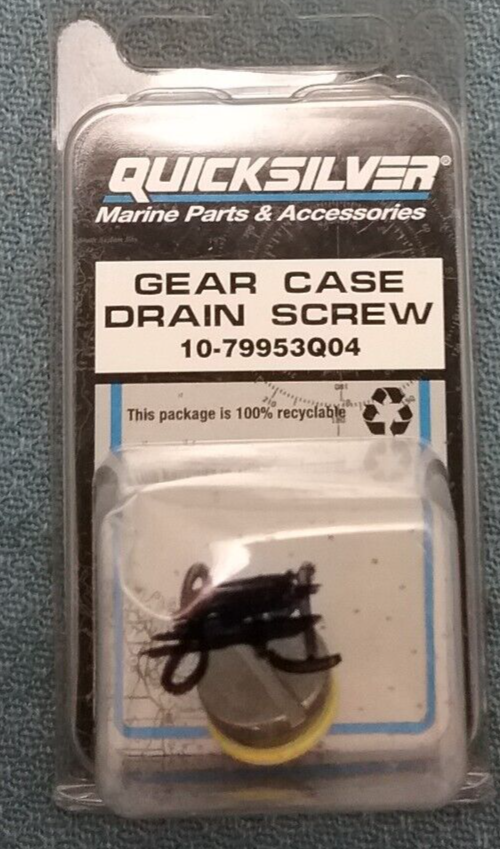 QUICKSILVER®
Marine Parts & Accessories
GEAR CASE
DRAIN SCREW
10-79953Q04
This package is 100% recyclable